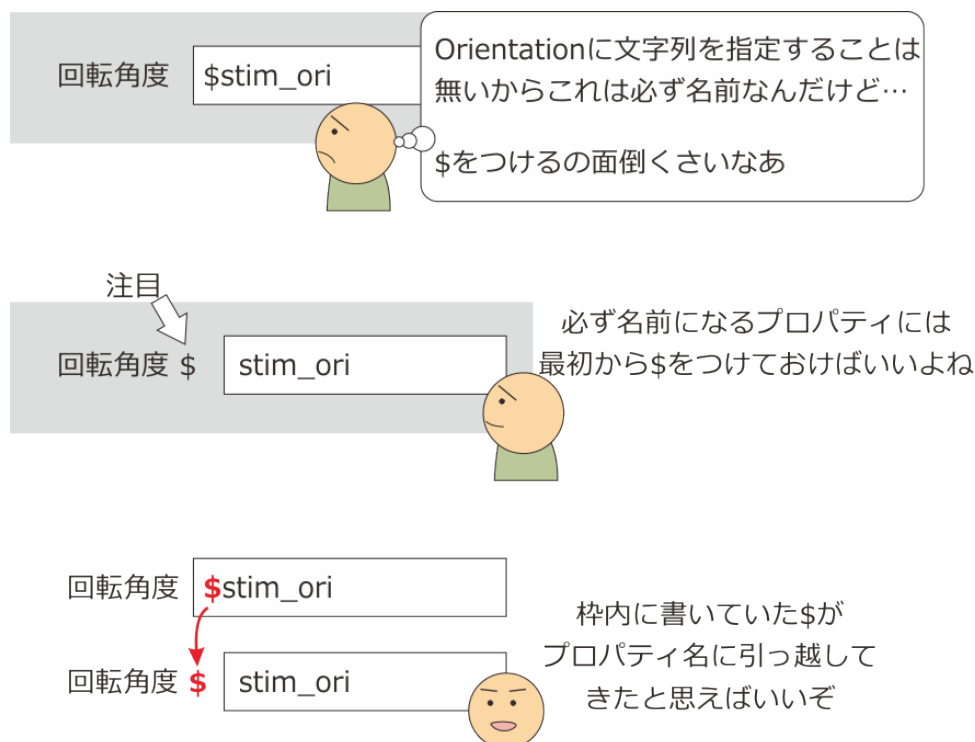 回転角度 $stim_ori
Orientationに文字列を指定することは
無いからこれは必ず名前なんだけど…
$をつけるの面倒くさいなあ
注目
回転角度 $ stim_ori
必ず名前になるプロパティには
最初から$をつけておけばいいよね
回転角度 $stim_ori
回転角度 $ stim_ori
枠内に書いていた$が
プロパティ名に引っ越して
きたと思えばいいぞ